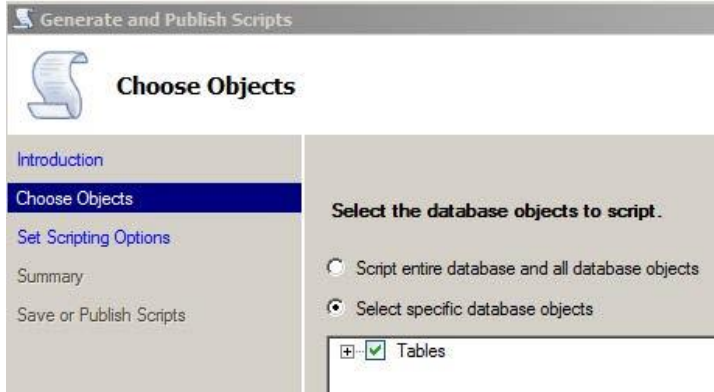 Generate and Publish Scripts
Choose Objects
Introduction
Choose Objects
Set Scripting Options
Summary
Save or Publish Scripts
Select the database objects to script.
Script entire database and all database objects
Select specific database objects
Tables